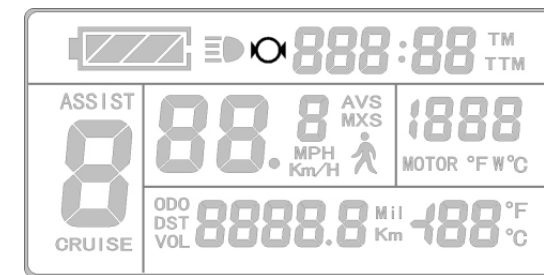 888:88 TM
TTM
ASSIST
8
CRUISE
88.8 AVS
MXS
MPH
Km/H
1888
MOTOR °F W°C
ODO
DST
VOL
8888.8 Mil
Km
-188 °F
°C